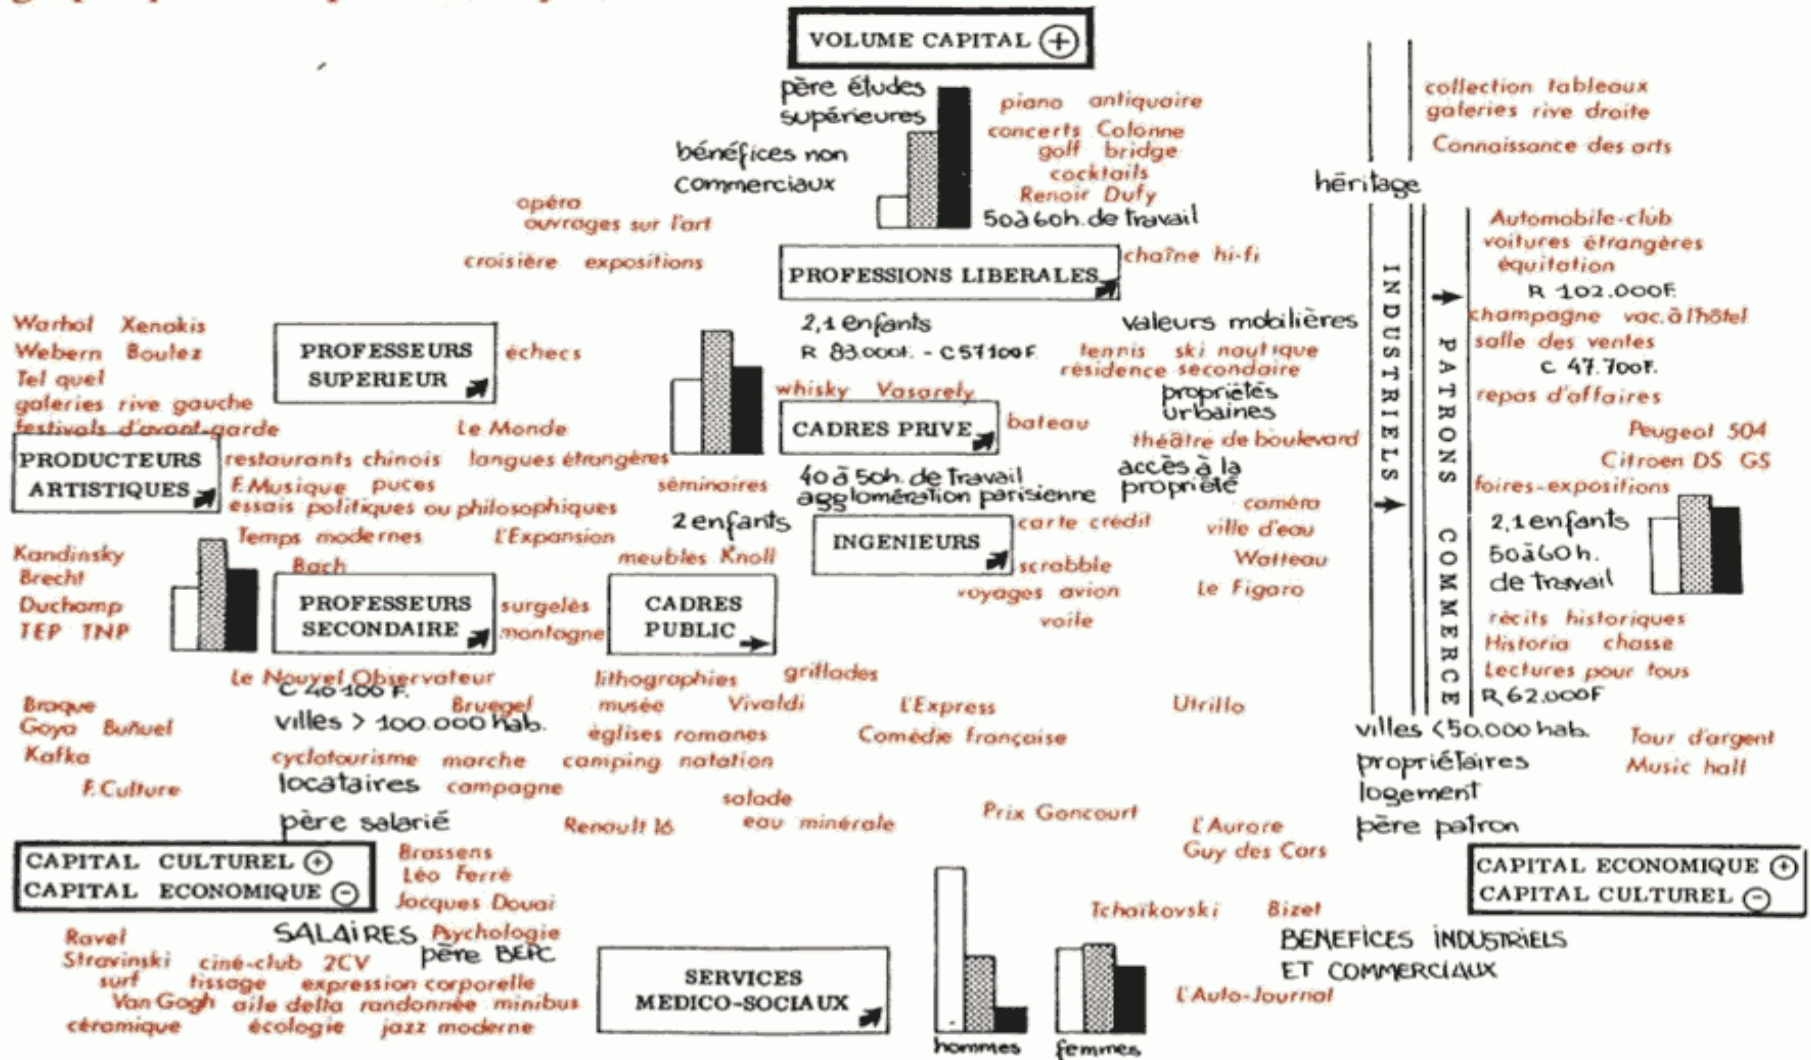 VOLUME CAPITAL +
père études
supérieures
bénéfices non
commerciaux
piano antiquaire
concerts Colonne
golf bridge
cocktails
Renoir Dufy
50 à 60h. de travail
collection tableaux
galeries rive droite
Connaissance des arts
héritage
opéra
ouvrages sur l'art
croisière expositions
PROFESSIONS LIBERALES
chaîne hi-fi
Automobile-club
voitures étrangères
équitation
R 102.000F.
champagne vac. à l'hôtel
salle des ventes
C 47.700F.
repas d'affaires
Peugeot 504
Citroen DS GS
foires-expositions
INDUSTRIELS
PATRONS COMMERCE
Warhol Xenakis
Webern Boulez
Tel quel
galeries rive gauche
festivals d'avant-garde
PROFESSEURS
SUPERIEUR
échecs
Le Monde
2,1 enfants
R 83.000F. - C 57100F.
valeurs mobilières
tennis ski nautique
résidence secondaire
propriétés
urbaines
whisky Vasarely
CADRES PRIVE
bateau
théâtre de boulevard
PRODUCTEURS
ARTISTIQUES
restaurants chinois langues étrangères
F.Musique puces
essais politiques ou philosophiques
séminaires
40 à 50h. de travail
agglomération parisienne
accès à la
propriété
caméra
2 enfants
INGENIEURS
carte crédit
ville d'eau
2,1 enfants
50 à 60 h.
de travail
Temps modernes L'Expansion
Bach
meubles Knoll
scrabble
Watteau
Kandinsky
Brecht
Duchamp
TEP TNP
PROFESSEURS
SECONDAIRE
surgelés
montagne
CADRES
PUBLIC
voyages avion
voile
Le Figaro
récits historiques
Historia chasse
Lectures pour tous
R 62.000F
Le Nouvel Observateur
C 40100 F.
lithographies
grillades
Braque
Goya Buñuel
Kafka
Bruegel
musée Vivaldi
L'Express
Utrillo
villes > 100.000 hab.
églises romanes
Comédie française
villes < 50.000 hab.
Tour d'argent
Music hall
cyclotourisme marche camping natation
propriétaires
logement
F.Culture
locataires
campagne
salade
eau minérale
père salarié
Renault 16
Prix Goncourt
L'Aurore
Guy des Cars
père patron
CAPITAL CULTUREL +
CAPITAL ECONOMIQUE -
Brassens
Léo Ferré
Jacques Douai
CAPITAL ECONOMIQUE +
CAPITAL CULTUREL -
Tchaïkovski Bizet
Ravel
SALAIRES
Psychologie
père BEPC
BENEFICES INDUSTRIELS
ET COMMERCIAUX
Stravinski ciné-club 2CV
surf tissage expression corporelle
Van Gogh aile delta randonnée minibus
céramique écologie jazz moderne
SERVICES
MEDICO-SOCIAUX
L'Auto-Journal
hommes femmes